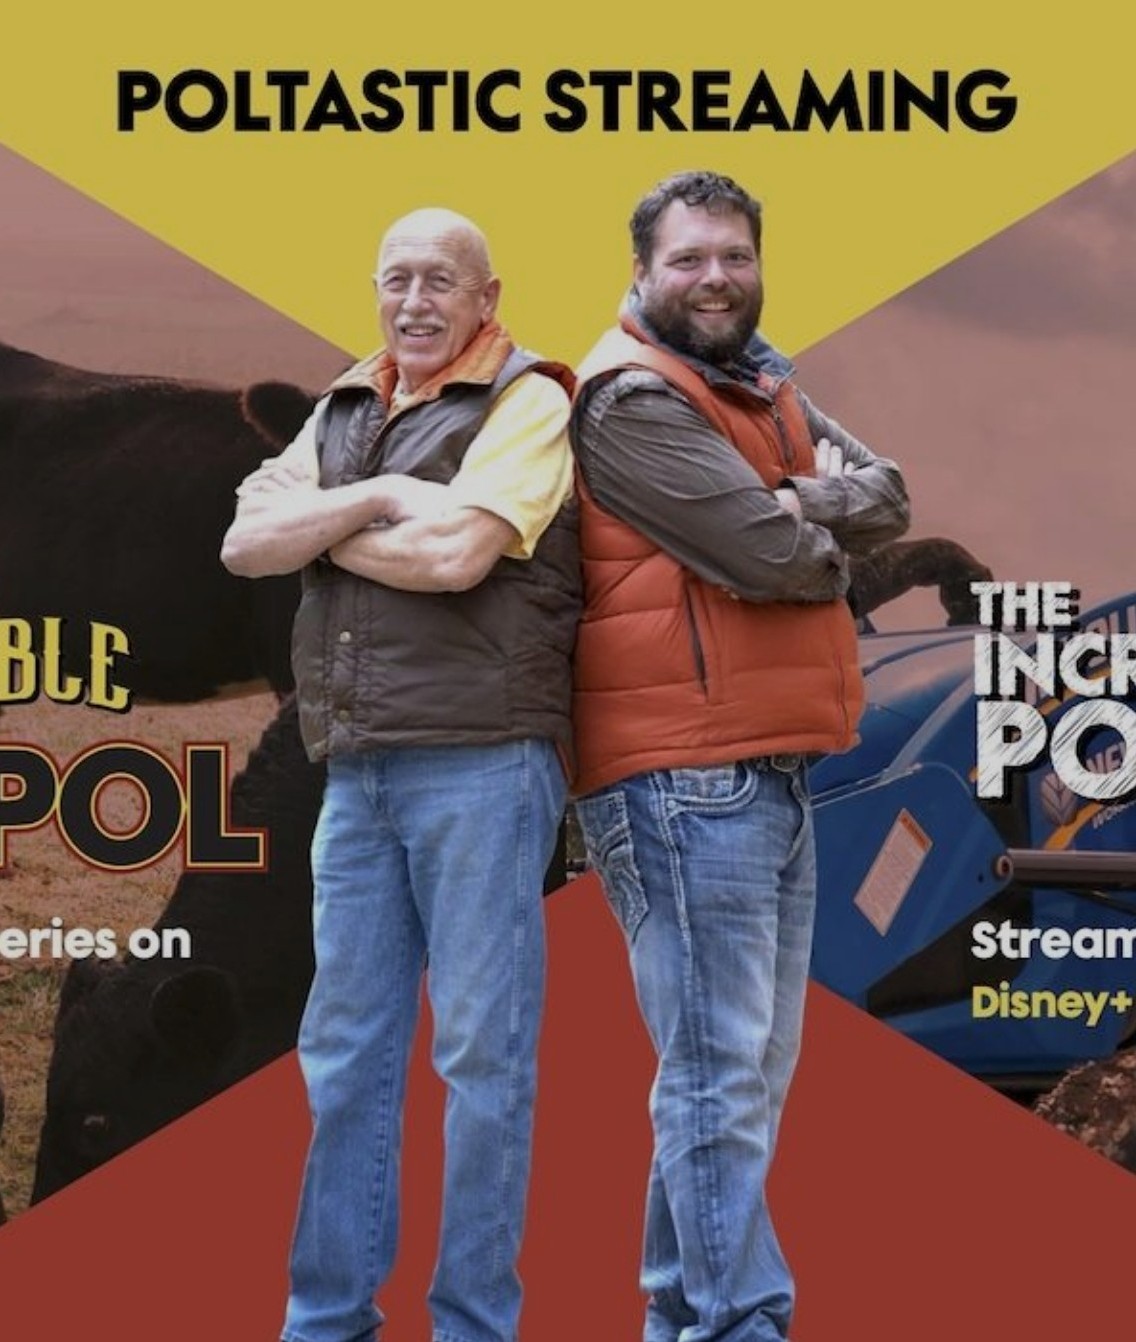 POLTASTIC STREAMING
BLE
POL
eries on
THE
INCR
PO
Stream
Disney+